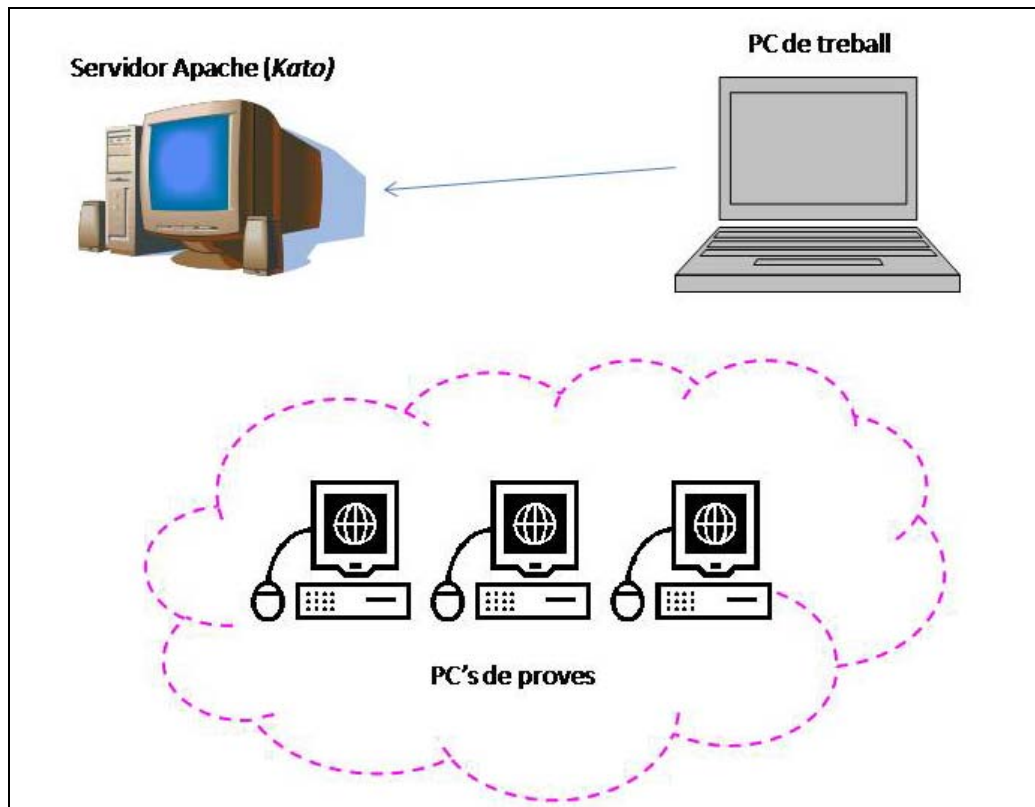 Servidor Apache (Kato)
PC de treball
PC's de proves